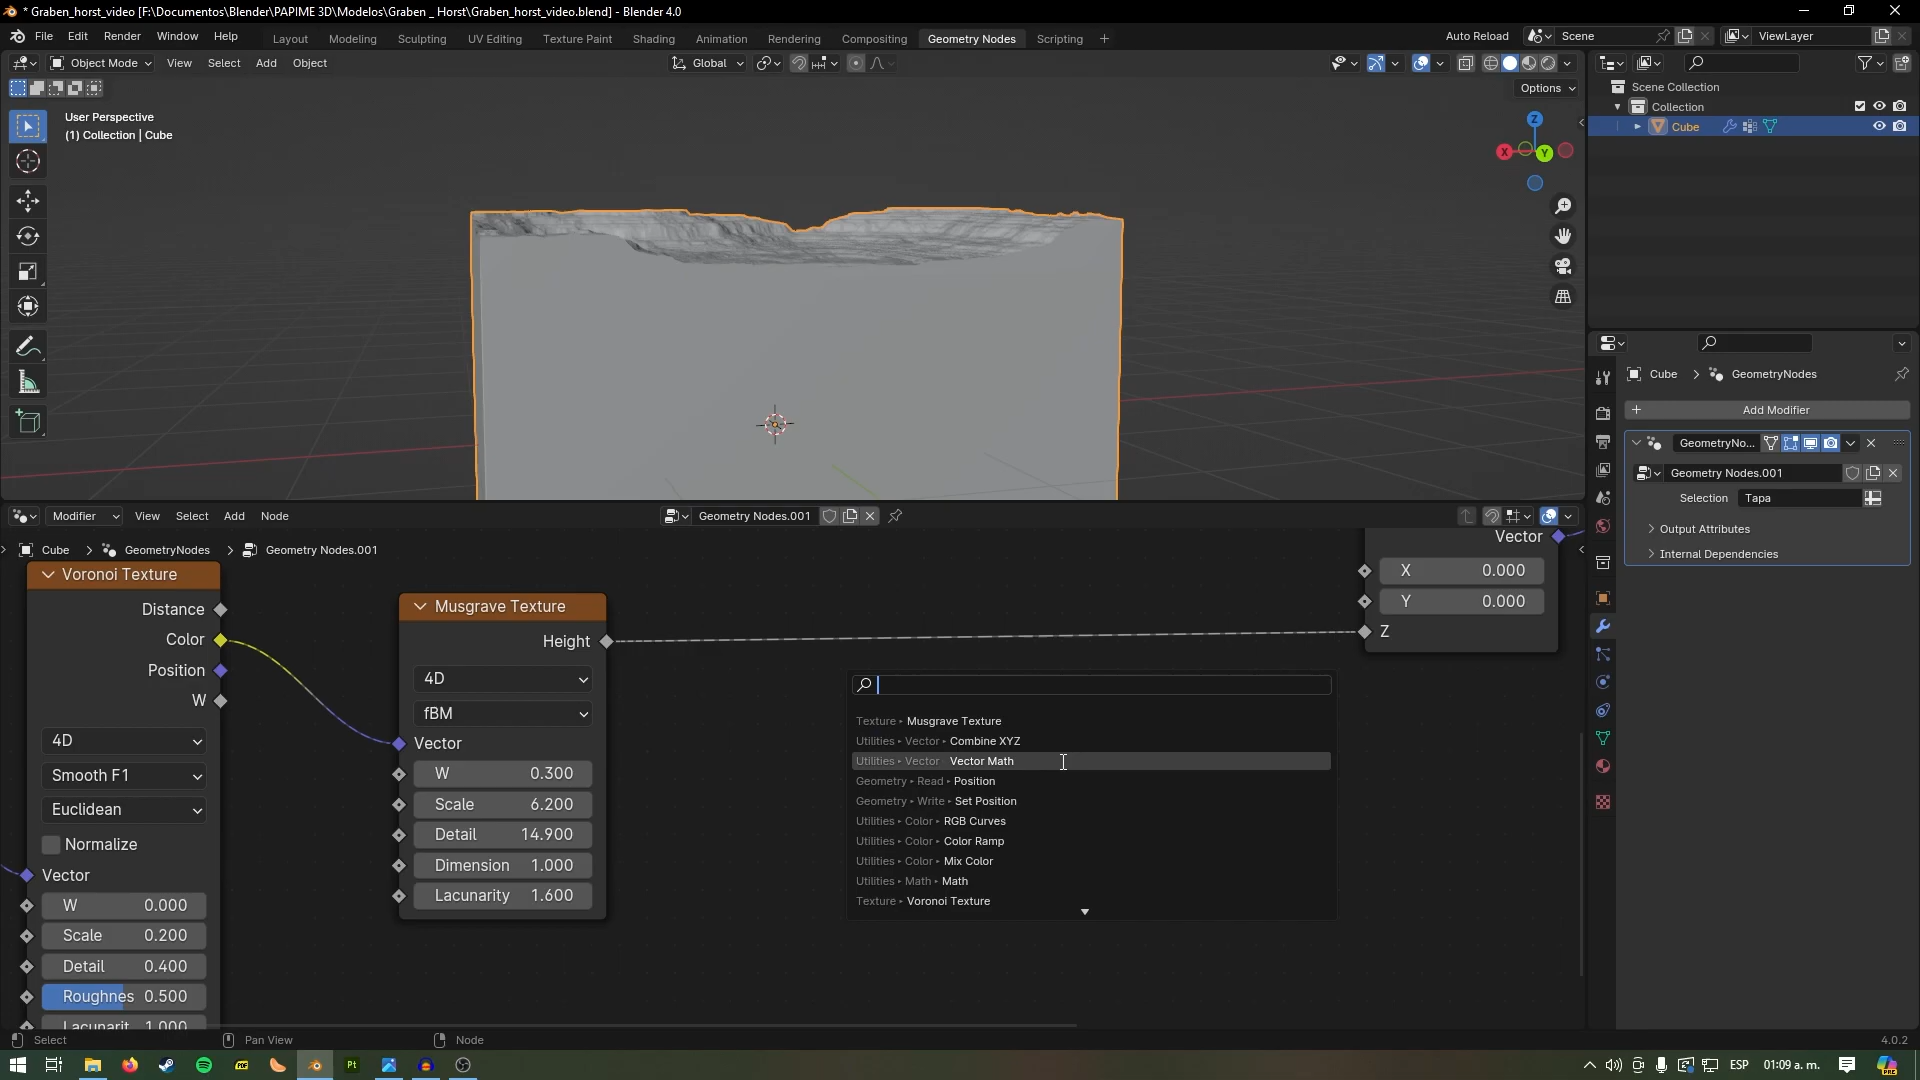 * Graben_horst_video [F:\Documentos\Blender\PAPIME 3D\Modelos\Graben _ Horst\Graben_horst_video.blend] - Blender 4.0
File Edit Render Window Help Layout Modeling Sculpting UV Editing Texture Paint Shading Animation Rendering Compositing Geometry Nodes Scripting + Auto Reload Scene ViewLayer
Object Mode View Select Add Object Global
Options
User Perspective
(1) Collection | Cube
Z
X Y
Scene Collection
Collection
Cube
Cube > GeometryNodes
+ Add Modifier
GeometryNo...
Geometry Nodes.001
Selection Tapa
Output Attributes
Internal Dependencies
Modifier View Select Add Node Geometry Nodes.001
Cube > GeometryNodes > Geometry Nodes.001
Voronoi Texture
Distance
Color
Position
W
4D
Smooth F1
Euclidean
Normalize
Vector
W 0.000
Scale 0.200
Detail 0.400
Roughnes 0.500
Lacunarit 1.000
Musgrave Texture
Height
4D
fBM
Vector
W 0.300
Scale 6.200
Detail 14.900
Dimension 1.000
Lacunarity 1.600
Texture ▸ Musgrave Texture
Utilities ▸ Vector ▸ Combine XYZ
Utilities ▸ Vector ▸ Vector Math
Geometry ▸ Read ▸ Position
Geometry ▸ Write ▸ Set Position
Utilities ▸ Color ▸ RGB Curves
Utilities ▸ Color ▸ Color Ramp
Utilities ▸ Color ▸ Mix Color
Utilities ▸ Math ▸ Math
Texture ▸ Voronoi Texture
Vector
X 0.000
Y 0.000
Z
Select Pan View Node 4.0.2
Pt ESP 01:09 a. m.